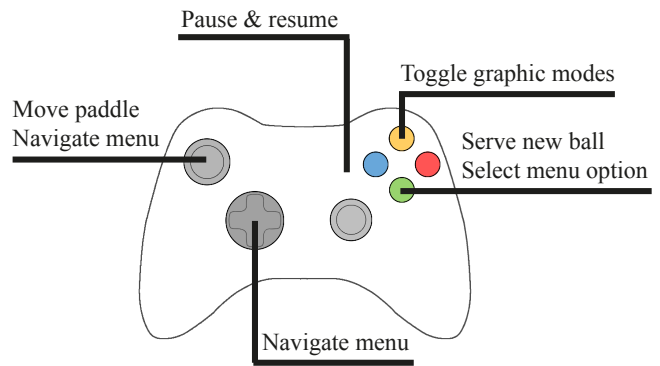 Pause & resume
Toggle graphic modes
Move paddle
Navigate menu
Serve new ball
Select menu option
Navigate menu